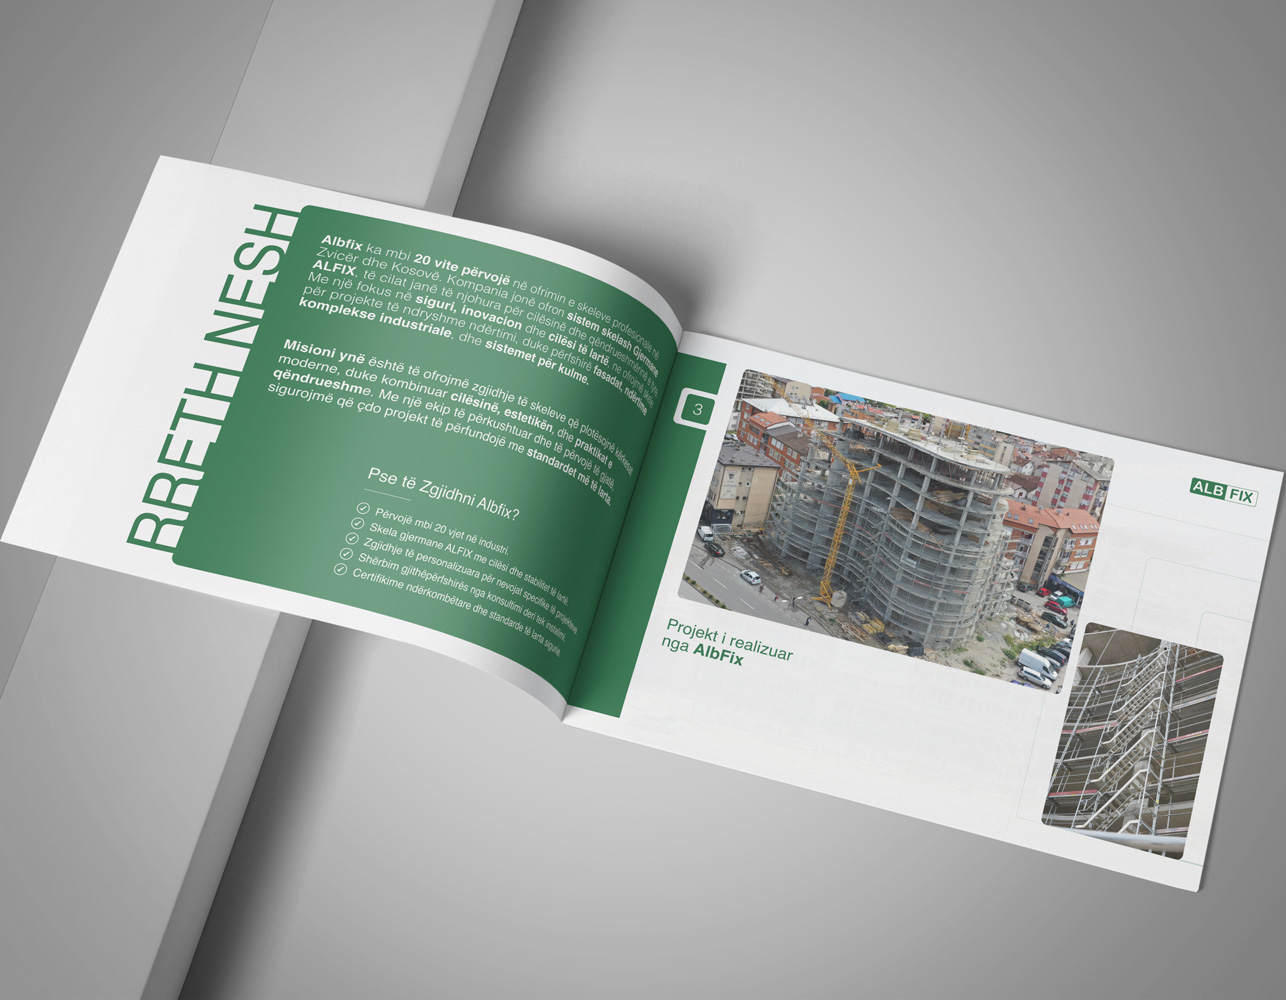 RRETH NESH
Albfix ka mbi 20 vite përvojë në ofrimin e skeleve profesionale në
Zvicër dhe Kosovë. Kompania jonë ofron sistem skelash Gjermane
ALFIX, të cilat janë të njohura për cilësinë dhe qëndrueshmërinë e tyre.
Me një fokus në siguri, inovacion dhe cilësi të lartë, ne ofrojmë skela
për projekte të ndryshme ndërtimi, duke përfshirë fasadat, ndërtime
komplekse industriale, dhe sistemet për kulme.
Misioni ynë është të ofrojmë zgjidhje të skeleve që plotësojnë kërkesat
moderne, duke kombinuar cilësinë, estetikën, dhe praktikat e
qëndrueshme. Me një ekip të përkushtuar dhe të përvojë të gjatë,
sigurojmë që çdo projekt të përfundojë me standardet më të larta.
Pse të Zgjidhni Albfix?
Përvojë mbi 20 vjet në industri.
Skela gjermane ALFIX me cilësi dhe stabilitet të lartë.
Zgjidhje të personalizuara për nevojat specifike të projekteve.
Shërbim gjithëpërfshirës nga konsultimi deri tek instalimi.
Certifikime ndërkombëtare dhe standarde të larta sigurie.
3
ALB FIX
Projekt i realizuar
nga AlbFix